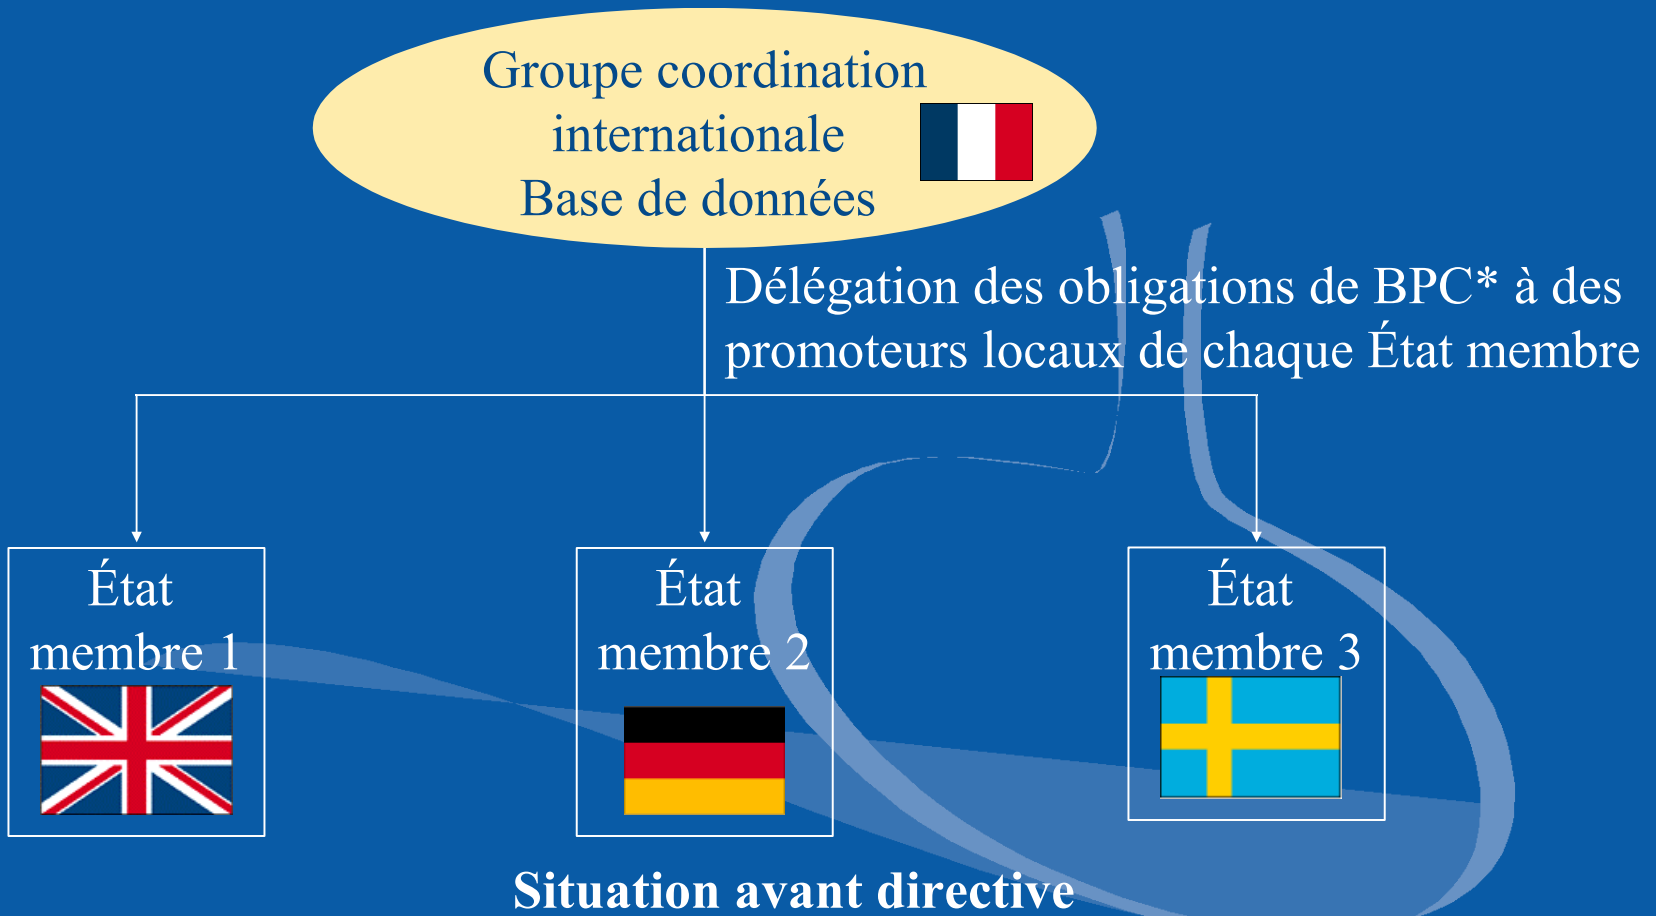 Groupe coordination
internationale
Base de données
Délégation des obligations de BPC* à des
promoteurs locaux de chaque État membre
État
membre 1
État
membre 2
État
membre 3
Situation avant directive